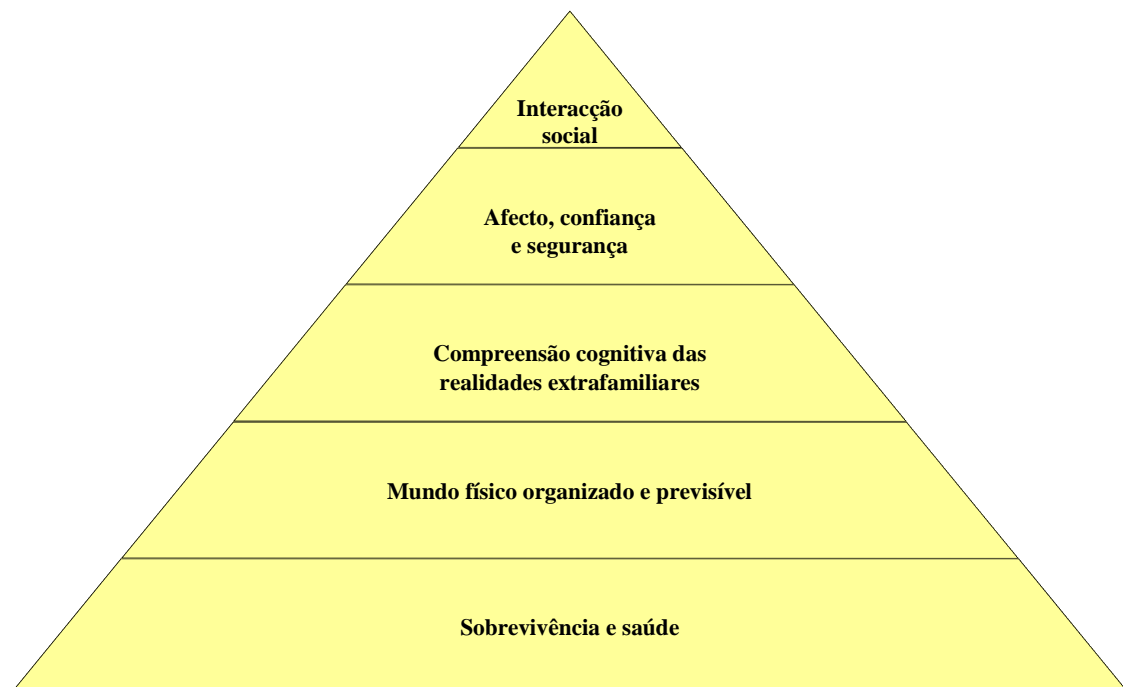 Interacção
social
Afecto, confiança
e segurança
Compreensão cognitiva das
realidades extrafamiliares
Mundo físico organizado e previsível
Sobrevivência e saúde